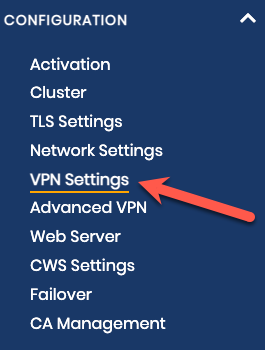 CONFIGURATION
Activation
Cluster
TLS Settings
Network Settings
VPN Settings
Advanced VPN
Web Server
CWS Settings
Failover
CA Management